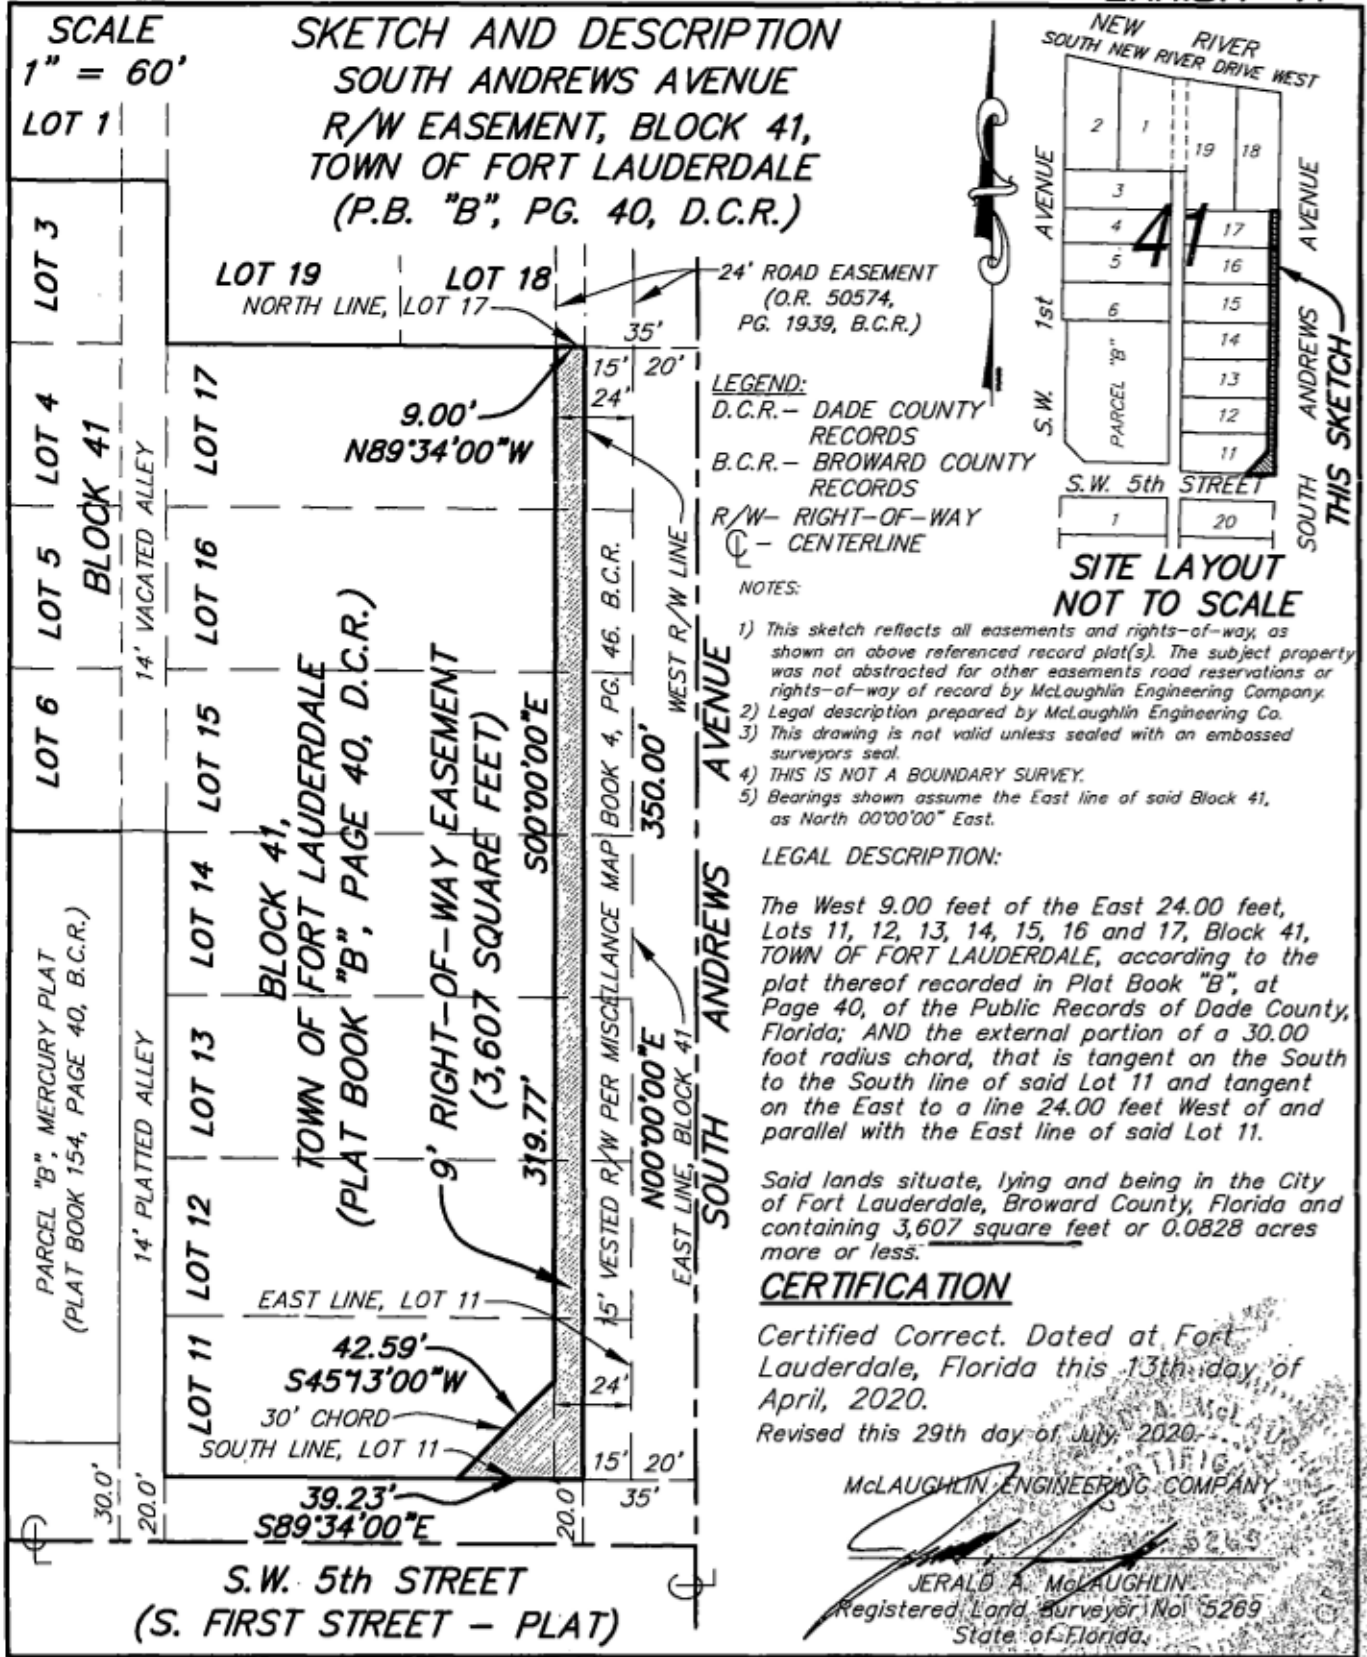 SCALE
1" = 60'
SKETCH AND DESCRIPTION
SOUTH ANDREWS AVENUE
R/W EASEMENT, BLOCK 41,
TOWN OF FORT LAUDERDALE
(P.B. "B", PG. 40, D.C.R.)
NEW RIVER
SOUTH NEW RIVER DRIVE WEST
2
1
19
18
3
4
5
6
41
17
16
15
14
13
12
11
PARCEL "B"
S.W. 1st AVENUE
SOUTH ANDREWS AVENUE
THIS SKETCH
S.W. 5th STREET
1
20
SITE LAYOUT
NOT TO SCALE
LOT 1
LOT 3
LOT 4
LOT 5
LOT 6
BLOCK 41
14' VACATED ALLEY
14' PLATTED ALLEY
PARCEL "B", MERCURY PLAT
(PLAT BOOK 154, PAGE 40, B.C.R.)
LOT 19
LOT 18
NORTH LINE, LOT 17
24' ROAD EASEMENT
(O.R. 50574,
PG. 1939, B.C.R.)
35'
15'
20'
24'
9.00'
N89°34'00"W
LOT 17
LOT 16
LOT 15
LOT 14
LOT 13
LOT 12
LOT 11
BLOCK 41,
TOWN OF FORT LAUDERDALE
(PLAT BOOK "B", PAGE 40, D.C.R.)
9' RIGHT-OF-WAY EASEMENT
(3,607 SQUARE FEET)
319.77'
S00°00'00"E
15' VESTED R/W PER MISCELLANCE MAP BOOK 4, PG. 46. B.C.R.
N00°00'00"E
350.00'
WEST R/W LINE
EAST LINE, BLOCK 41
SOUTH ANDREWS AVENUE
EAST LINE, LOT 11
42.59'
S45°13'00"W
30' CHORD
SOUTH LINE, LOT 11
24'
15'
20'
35'
39.23'
S89°34'00"E
30.0'
20.0'
20.0'
S.W. 5th STREET
(S. FIRST STREET - PLAT)
LEGEND:
D.C.R.- DADE COUNTY
RECORDS
B.C.R.- BROWARD COUNTY
RECORDS
R/W- RIGHT-OF-WAY
℄ - CENTERLINE
NOTES:
1) This sketch reflects all easements and rights-of-way, as
shown on above referenced record plat(s). The subject property
was not abstracted for other easements road reservations or
rights-of-way of record by McLaughlin Engineering Company.
2) Legal description prepared by McLaughlin Engineering Co.
3) This drawing is not valid unless sealed with an embossed
surveyors seal.
4) THIS IS NOT A BOUNDARY SURVEY.
5) Bearings shown assume the East line of said Block 41,
as North 00°00'00" East.
LEGAL DESCRIPTION:
The West 9.00 feet of the East 24.00 feet,
Lots 11, 12, 13, 14, 15, 16 and 17, Block 41,
TOWN OF FORT LAUDERDALE, according to the
plat thereof recorded in Plat Book "B", at
Page 40, of the Public Records of Dade County,
Florida; AND the external portion of a 30.00
foot radius chord, that is tangent on the South
to the South line of said Lot 11 and tangent
on the East to a line 24.00 feet West of and
parallel with the East line of said Lot 11.
Said lands situate, lying and being in the City
of Fort Lauderdale, Broward County, Florida and
containing 3,607 square feet or 0.0828 acres
more or less.
CERTIFICATION
Certified Correct. Dated at Fort
Lauderdale, Florida this 13th day of
April, 2020.
Revised this 29th day of July, 2020.
McLAUGHLIN ENGINEERING COMPANY
JERALD A. McLAUGHLIN
Registered Land Surveyor No. 5269
State of Florida.